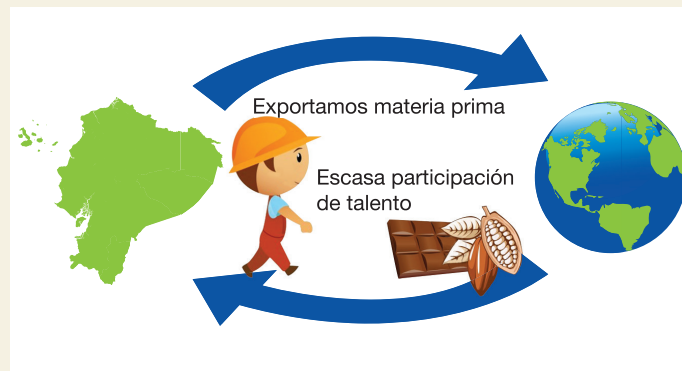 Exportamos materia prima
Escasa participación
de talento